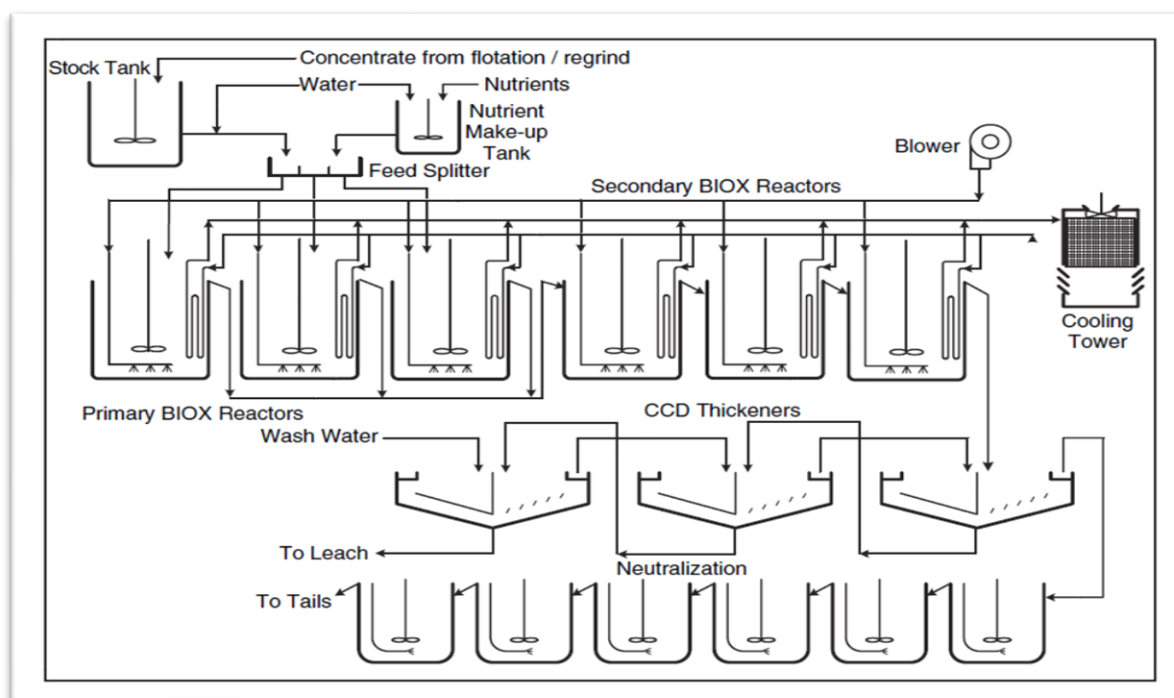 Concentrate from flotation / regrind
Stock Tank
Water
Nutrients
Nutrient
Make-up
Tank
Blower
Feed Splitter
Secondary BIOX Reactors
Cooling
Tower
Primary BIOX Reactors
CCD Thickeners
Wash Water
To Leach
Neutralization
To Tails